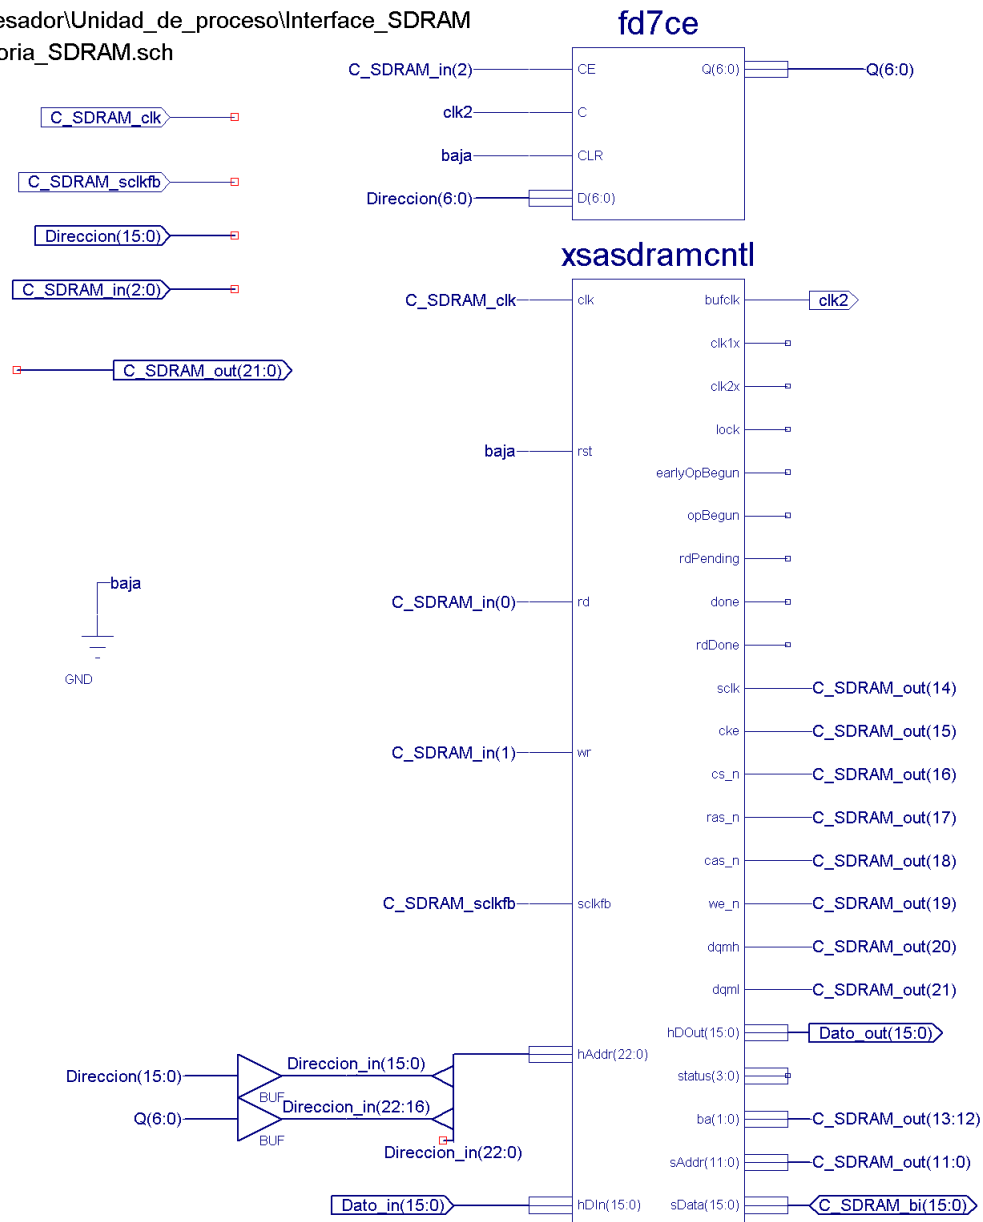 esador\Unidad_de_proceso\Interface_SDRAM
oria_SDRAM.sch
fd7ce
C_SDRAM_in(2)
CE
Q(6:0)
Q(6:0)
clk2
C
baja
CLR
Direccion(6:0)
D(6:0)
C_SDRAM_clk
C_SDRAM_sclkfb
Direccion(15:0)
C_SDRAM_in(2:0)
C_SDRAM_out(21:0)
xsasdramcntl
C_SDRAM_clk
clk
bufclk
clk2
clk1x
clk2x
lock
baja
rst
earlyOpBegun
opBegun
rdPending
baja
GND
C_SDRAM_in(0)
rd
done
rdDone
sclk
C_SDRAM_out(14)
cke
C_SDRAM_out(15)
C_SDRAM_in(1)
wr
cs_n
C_SDRAM_out(16)
ras_n
C_SDRAM_out(17)
cas_n
C_SDRAM_out(18)
C_SDRAM_sclkfb
sclkfb
we_n
C_SDRAM_out(19)
dqmh
C_SDRAM_out(20)
dqml
C_SDRAM_out(21)
hDOut(15:0)
Dato_out(15:0)
hAddr(22:0)
Direccion(15:0)
BUF
Direccion_in(15:0)
status(3:0)
Q(6:0)
BUF
Direccion_in(22:16)
ba(1:0)
C_SDRAM_out(13:12)
Direccion_in(22:0)
sAddr(11:0)
C_SDRAM_out(11:0)
Dato_in(15:0)
hDIn(15:0)
sData(15:0)
C_SDRAM_bi(15:0)